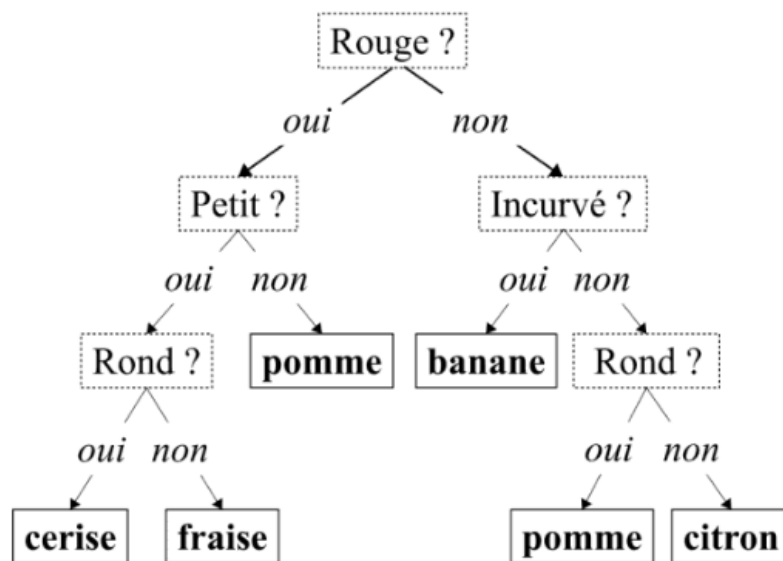 Rouge ?
oui non
Petit ? Incurvé ?
oui non oui non
Rond ? pomme banane Rond ?
oui non oui non
cerise fraise pomme citron